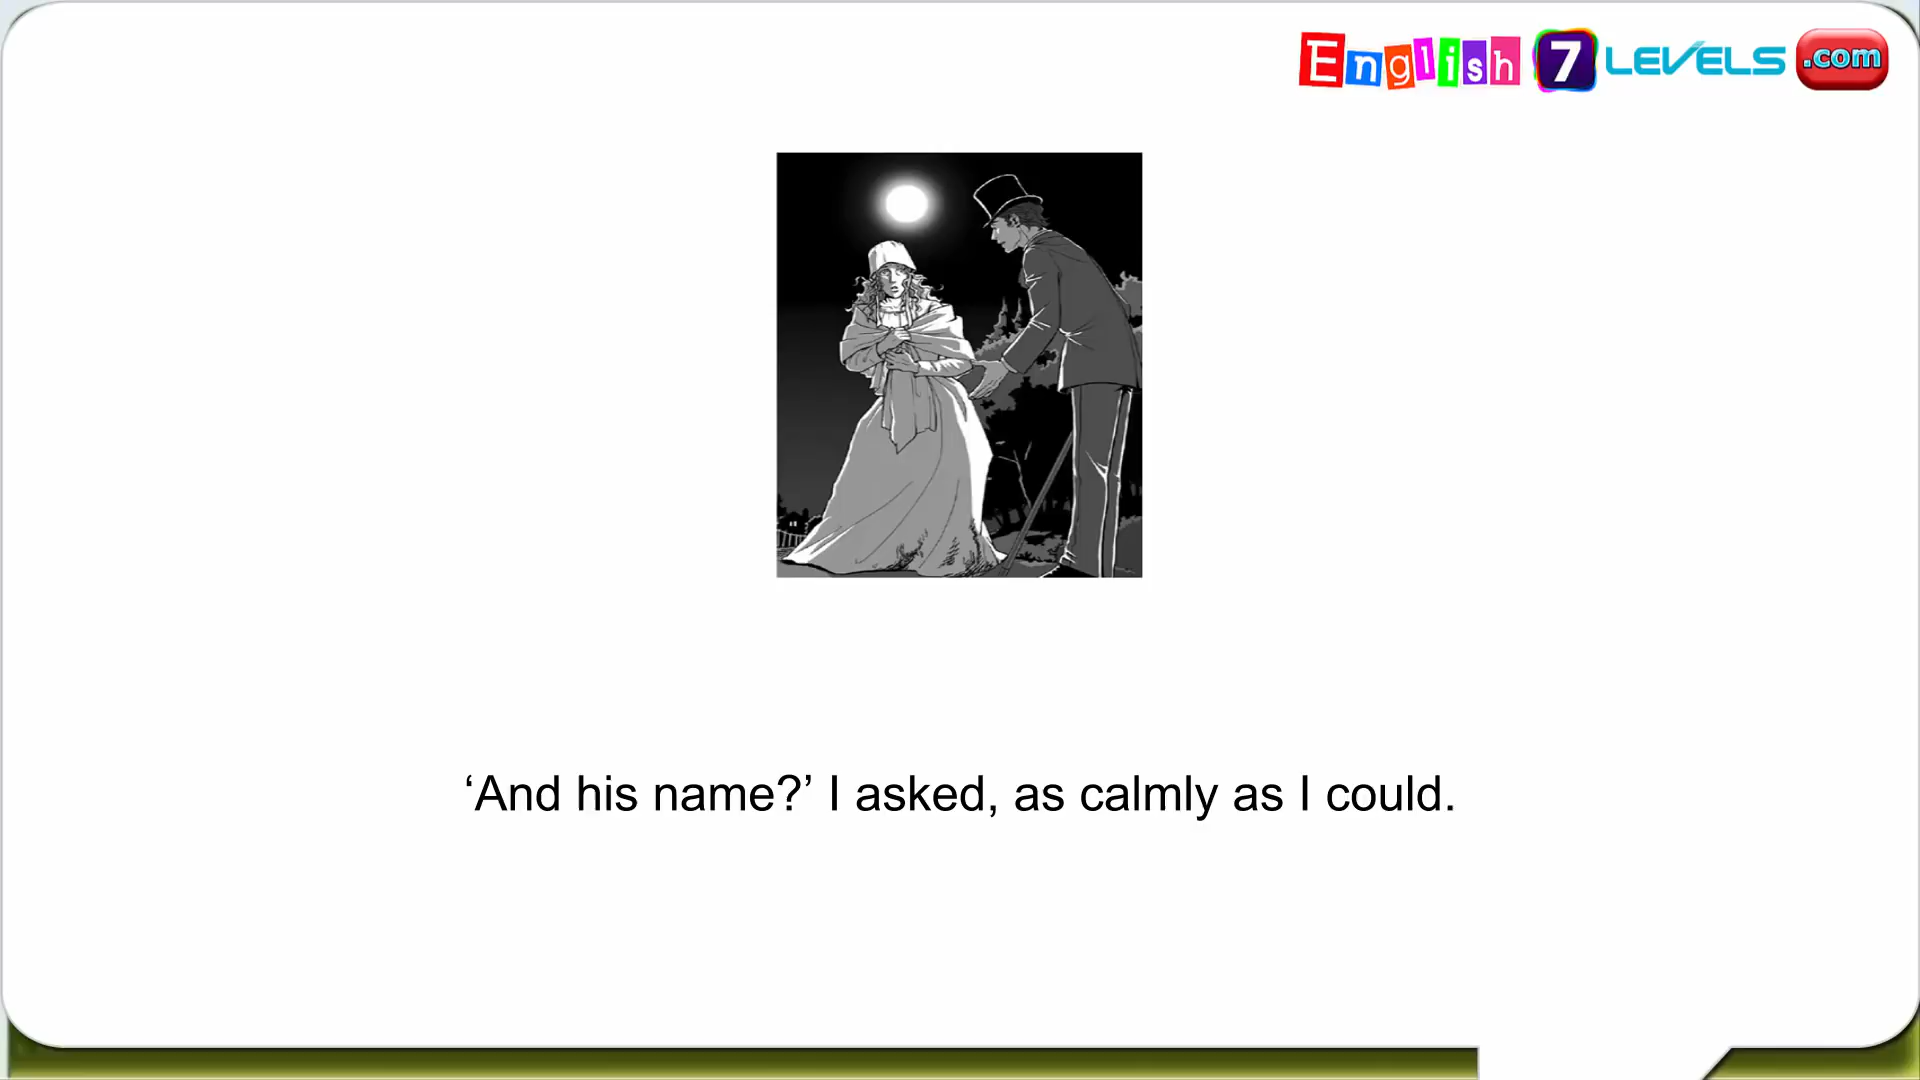 English 7 LEVELS .com
‘And his name?’ I asked, as calmly as I could.